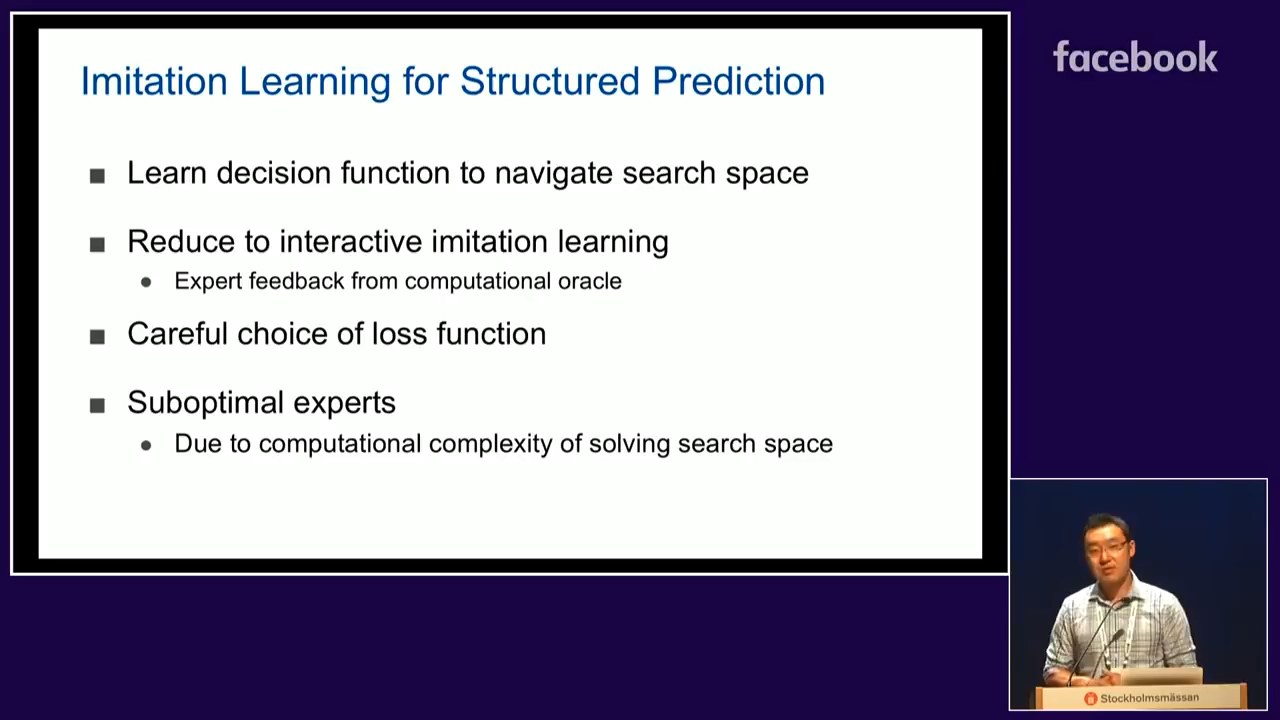 Imitation Learning for Structured Prediction
Learn decision function to navigate search space
Reduce to interactive imitation learning
Expert feedback from computational oracle
Careful choice of loss function
Suboptimal experts
Due to computational complexity of solving search space
facebook
Stockholmsmässan